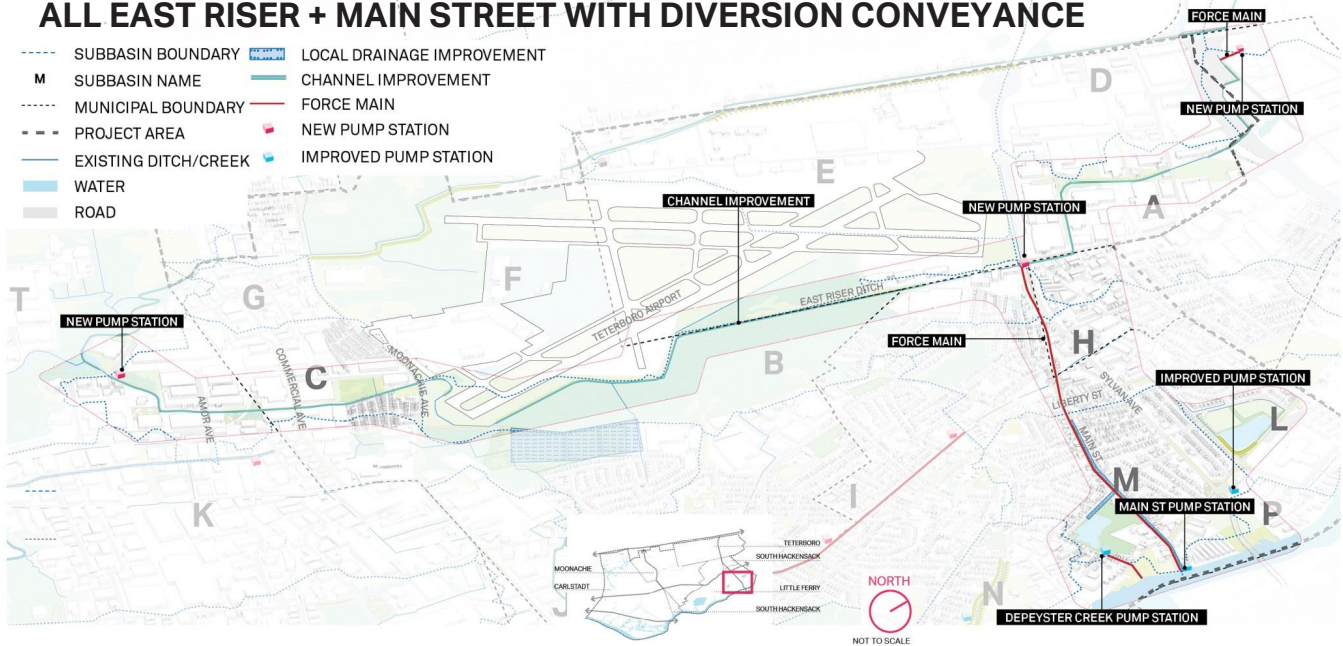 ALL EAST RISER + MAIN STREET WITH DIVERSION CONVEYANCE
SUBBASIN BOUNDARY
LOCAL DRAINAGE IMPROVEMENT
M
SUBBASIN NAME
CHANNEL IMPROVEMENT
MUNICIPAL BOUNDARY
FORCE MAIN
PROJECT AREA
NEW PUMP STATION
EXISTING DITCH/CREEK
IMPROVED PUMP STATION
WATER
ROAD
FORCE MAIN
D
NEW PUMP STATION
E
CHANNEL IMPROVEMENT
NEW PUMP STATION
A
T
G
F
TETERBORO AIRPORT
EAST RISER DITCH
NEW PUMP STATION
COMMERCIAL AVE
C
MOONACHIE AVE.
B
FORCE MAIN
H
SYLVAN AVE
IMPROVED PUMP STATION
AMOR AVE
LIBERTY ST
L
MAIN ST
K
I
M
MAIN ST PUMP STATION
P
TETERBORO
SOUTH HACKENSACK
MOONACHIE
CARLSTADT
LITTLE FERRY
SOUTH HACKENSACK
J
NORTH
NOT TO SCALE
N
DEPEYSTER CREEK PUMP STATION